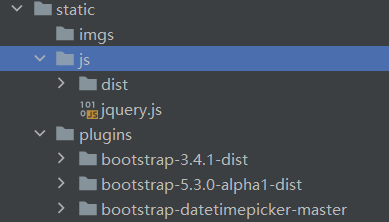 static
imgs
js
dist
jquery.js
plugins
bootstrap-3.4.1-dist
bootstrap-5.3.0-alpha1-dist
bootstrap-datetimepicker-master